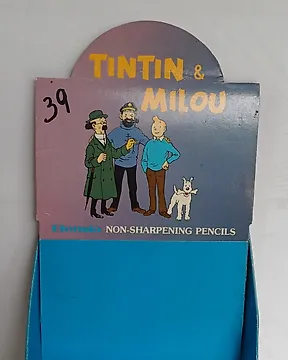 TINTIN &
39 MILOU
NON-SHARPENING PENCILS